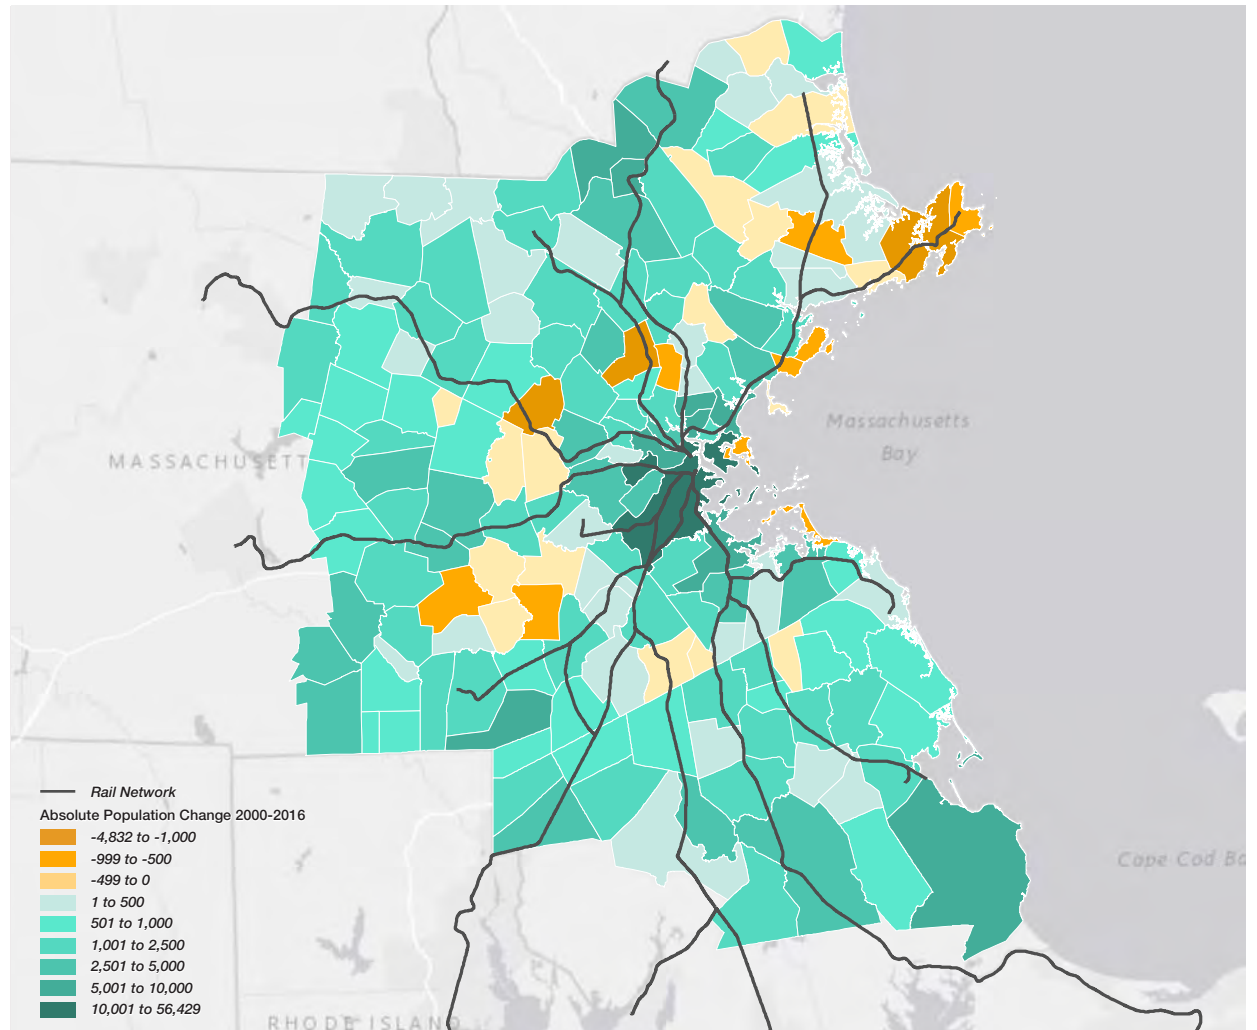 Massachusetts
Bay
MASSACHUSETT
Rail Network
Absolute Population Change 2000-2016
-4,832 to -1,000
-999 to -500
-499 to 0
1 to 500
501 to 1,000
1,001 to 2,500
2,501 to 5,000
5,001 to 10,000
10,001 to 56,429
Cape Cod Ba
RHODE ISLAND